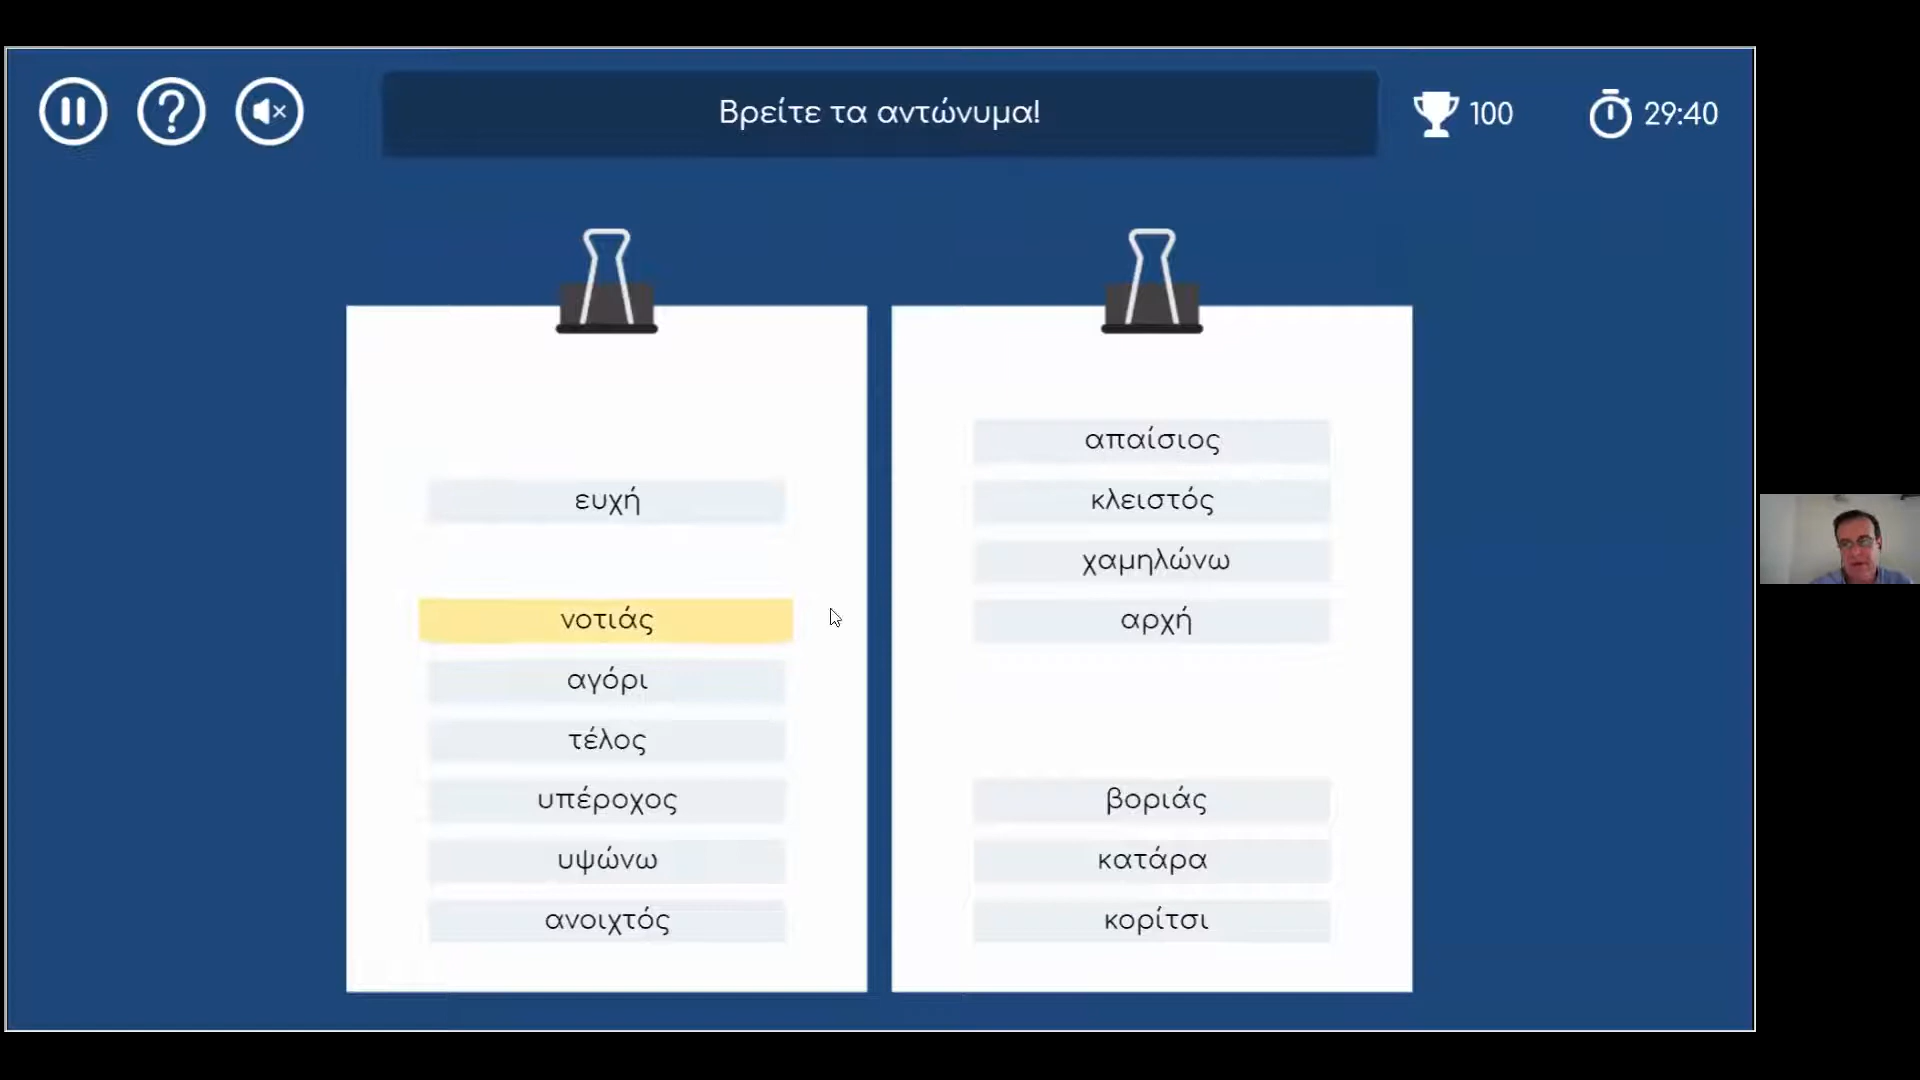 Βρείτε τα αντώνυμα!
100
29:40
ευχή
νοτιάς
αγόρι
τέλος
υπέροχος
υψώνω
ανοιχτός
απαίσιος
κλειστός
χαμηλώνω
αρχή
βοριάς
κατάρα
κορίτσι